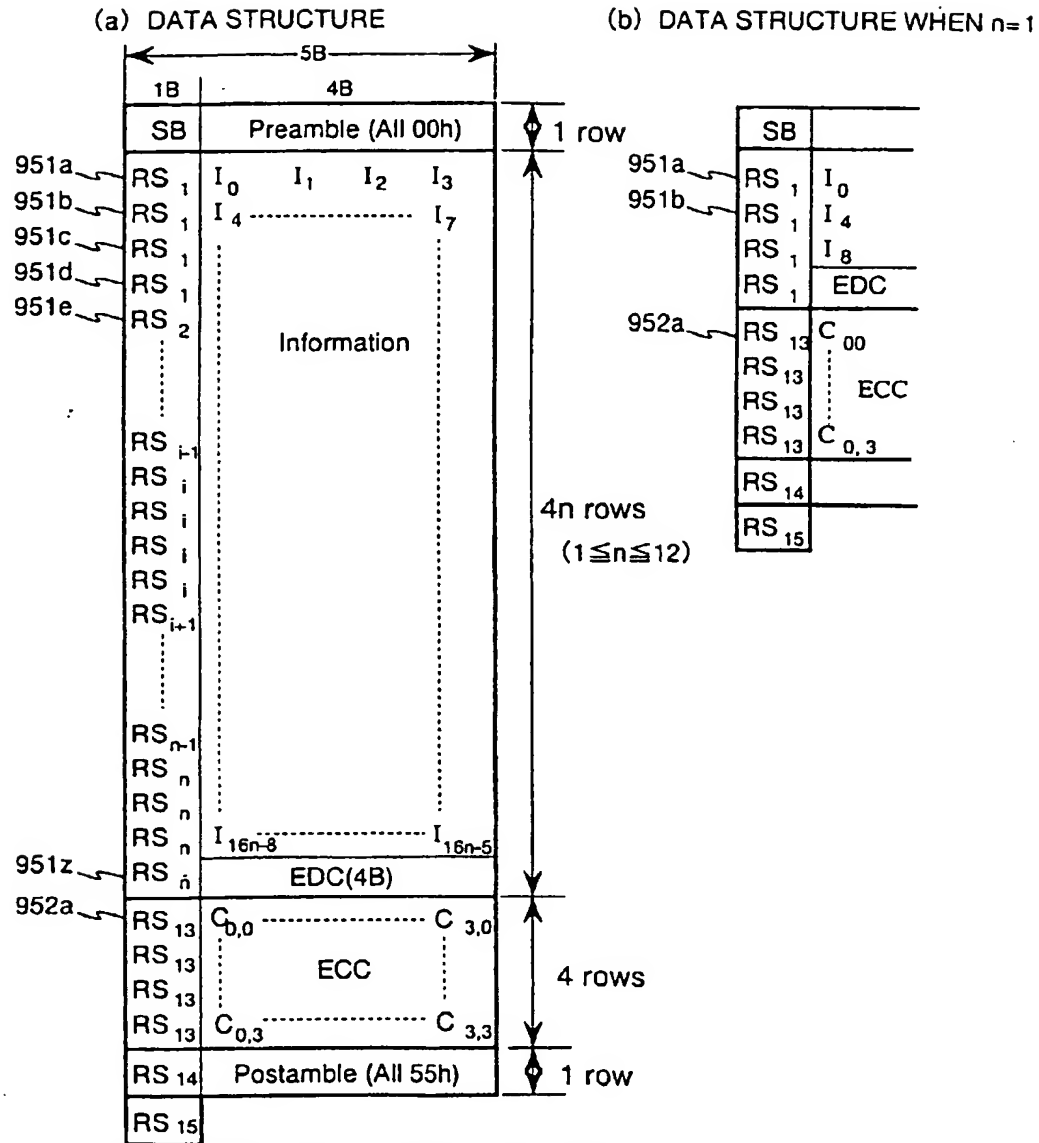 (a) DATA STRUCTURE
5B
1B 4B
SB Preamble (All 00h) 1 row
951a RS 1 I0 I1 I2 I3
951b RS 1 I4 I7
951c RS 1
951d RS 1
951e RS 2
Information
RS i-1
RS i
RS i
RS i
RS i
RS i+1
4n rows
(1≦n≦12)
RS n-1
RS n
RS n
RS n I16n-8 I16n-5
951z RS n EDC(4B)
952a RS 13 C0,0 C3,0
RS 13
RS 13
ECC
4 rows
RS 13 C0,3 C3,3
RS 14 Postamble (All 55h) 1 row
RS 15
(b) DATA STRUCTURE WHEN n=1
SB
951a RS 1 I0
951b RS 1 I4
RS 1 I8
RS 1 EDC
952a RS 13 C00
RS 13
ECC
RS 13
RS 13 C0,3
RS 14
RS 15